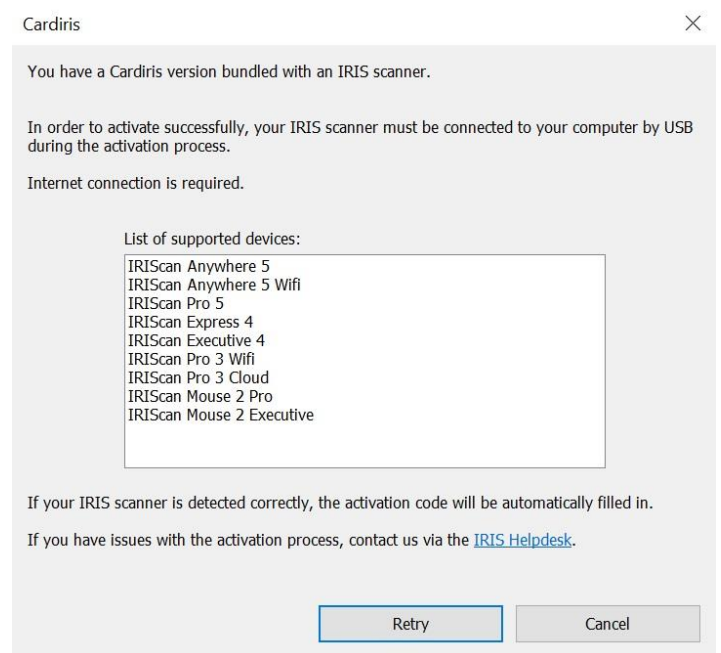 Cardiris
You have a Cardiris version bundled with an IRIS scanner.
In order to activate successfully, your IRIS scanner must be connected to your computer by USB
during the activation process.
Internet connection is required.
List of supported devices:
IRIScan Anywhere 5
IRIScan Anywhere 5 Wifi
IRIScan Pro 5
IRIScan Express 4
IRIScan Executive 4
IRIScan Pro 3 Wifi
IRIScan Pro 3 Cloud
IRIScan Mouse 2 Pro
IRIScan Mouse 2 Executive
If your IRIS scanner is detected correctly, the activation code will be automatically filled in.
If you have issues with the activation process, contact us via the IRIS Helpdesk.
Retry Cancel